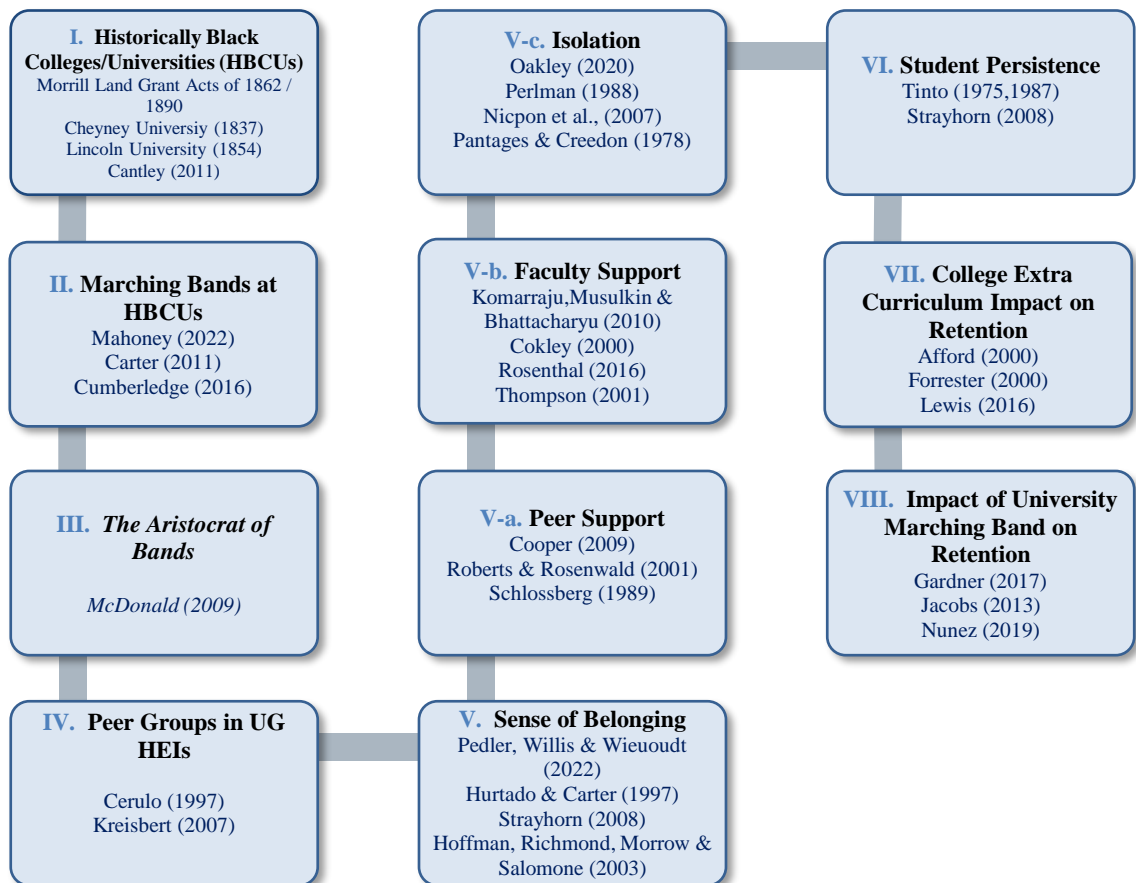 I. Historically Black
Colleges/Universities (HBCUs)
Morrill Land Grant Acts of 1862 /
1890
Cheyney Universiy (1837)
Lincoln University (1854)
Cantley (2011)
II. Marching Bands at
HBCUs
Mahoney (2022)
Carter (2011)
Cumberledge (2016)
III. The Aristocrat of
Bands
McDonald (2009)
IV. Peer Groups in UG
HEIs
Cerulo (1997)
Kreisbert (2007)
V. Sense of Belonging
Pedler, Willis & Wieuoudt
(2022)
Hurtado & Carter (1997)
Strayhorn (2008)
Hoffman, Richmond, Morrow &
Salomone (2003)
V-a. Peer Support
Cooper (2009)
Roberts & Rosenwald (2001)
Schlossberg (1989)
V-b. Faculty Support
Komarraju,Musulkin &
Bhattacharyu (2010)
Cokley (2000)
Rosenthal (2016)
Thompson (2001)
V-c. Isolation
Oakley (2020)
Perlman (1988)
Nicpon et al., (2007)
Pantages & Creedon (1978)
VI. Student Persistence
Tinto (1975,1987)
Strayhorn (2008)
VII. College Extra
Curriculum Impact on
Retention
Afford (2000)
Forrester (2000)
Lewis (2016)
VIII. Impact of University
Marching Band on
Retention
Gardner (2017)
Jacobs (2013)
Nunez (2019)